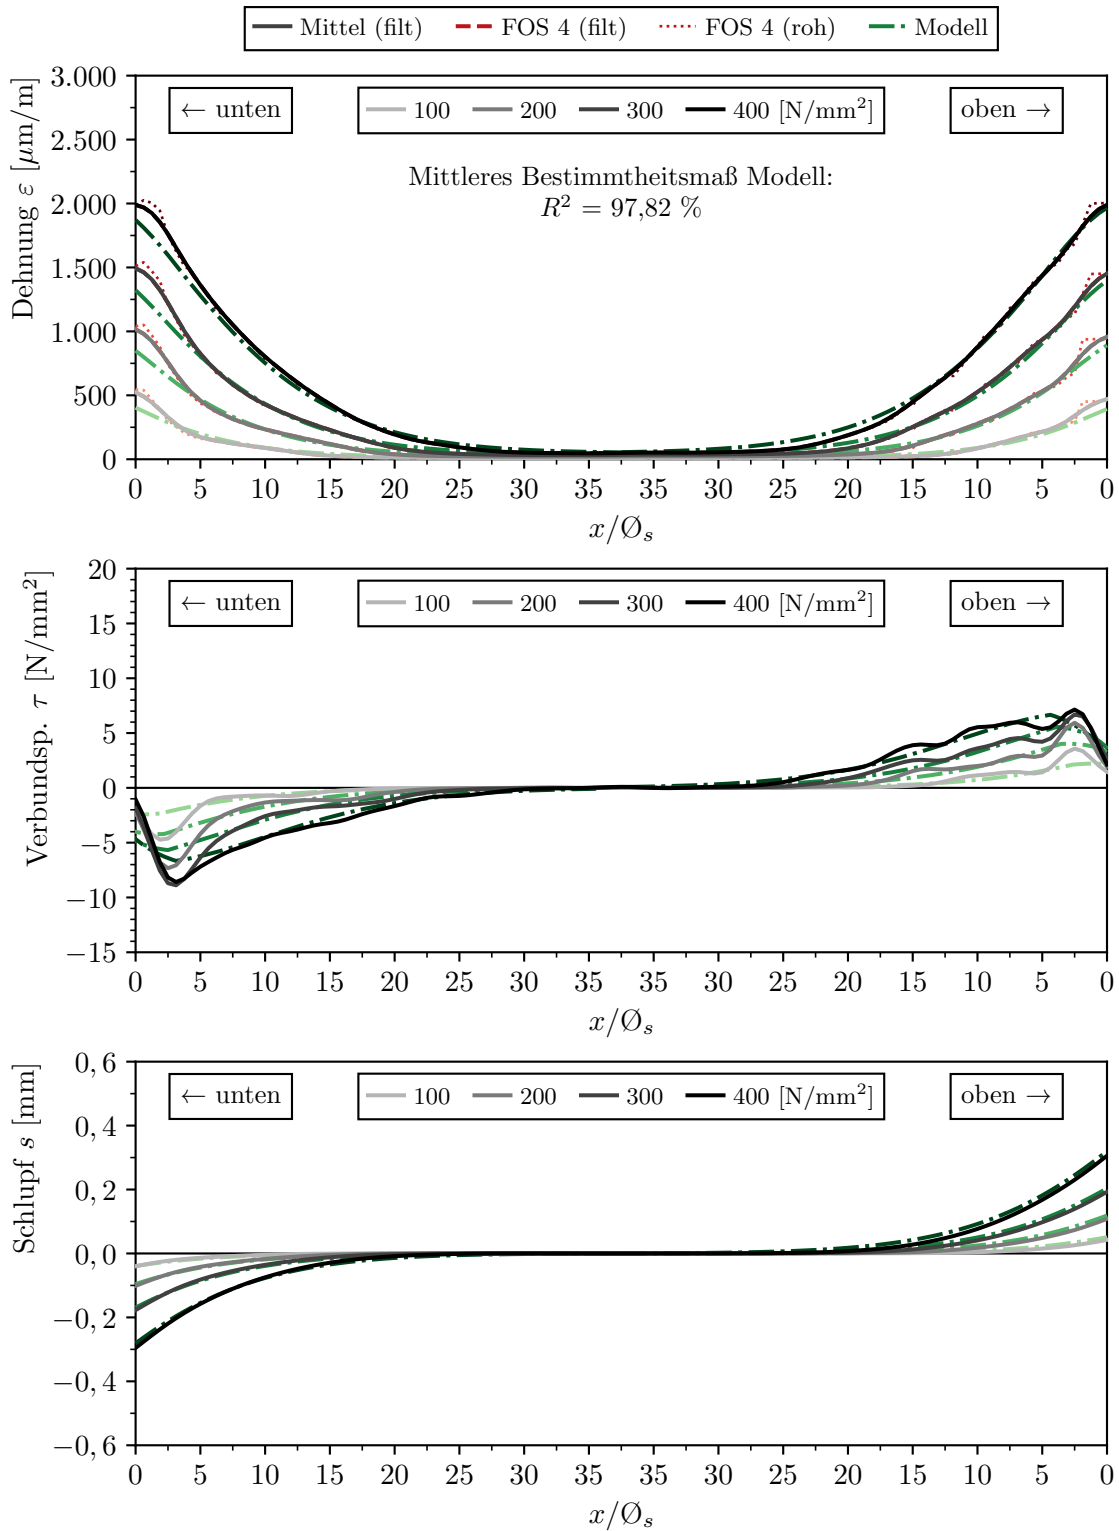 Mittel (filt) FOS 4 (filt) FOS 4 (roh) Modell
3.000
2.500
2.000
1.500
1.000
500
0
Dehnung ε [μm/m]
← unten
100 200 300 400 [N/mm²]
oben →
Mittleres Bestimmtheitsmaß Modell:
R² = 97,82 %
0 5 10 15 20 25 30 35 30 25 20 15 10 5 0
x/Ø_s
20
15
10
5
0
−5
−10
−15
Verbundsp. τ [N/mm²]
← unten
100 200 300 400 [N/mm²]
oben →
0 5 10 15 20 25 30 35 30 25 20 15 10 5 0
x/Ø_s
0,6
0,4
0,2
0,0
−0,2
−0,4
−0,6
Schlupf s [mm]
← unten
100 200 300 400 [N/mm²]
oben →
0 5 10 15 20 25 30 35 30 25 20 15 10 5 0
x/Ø_s